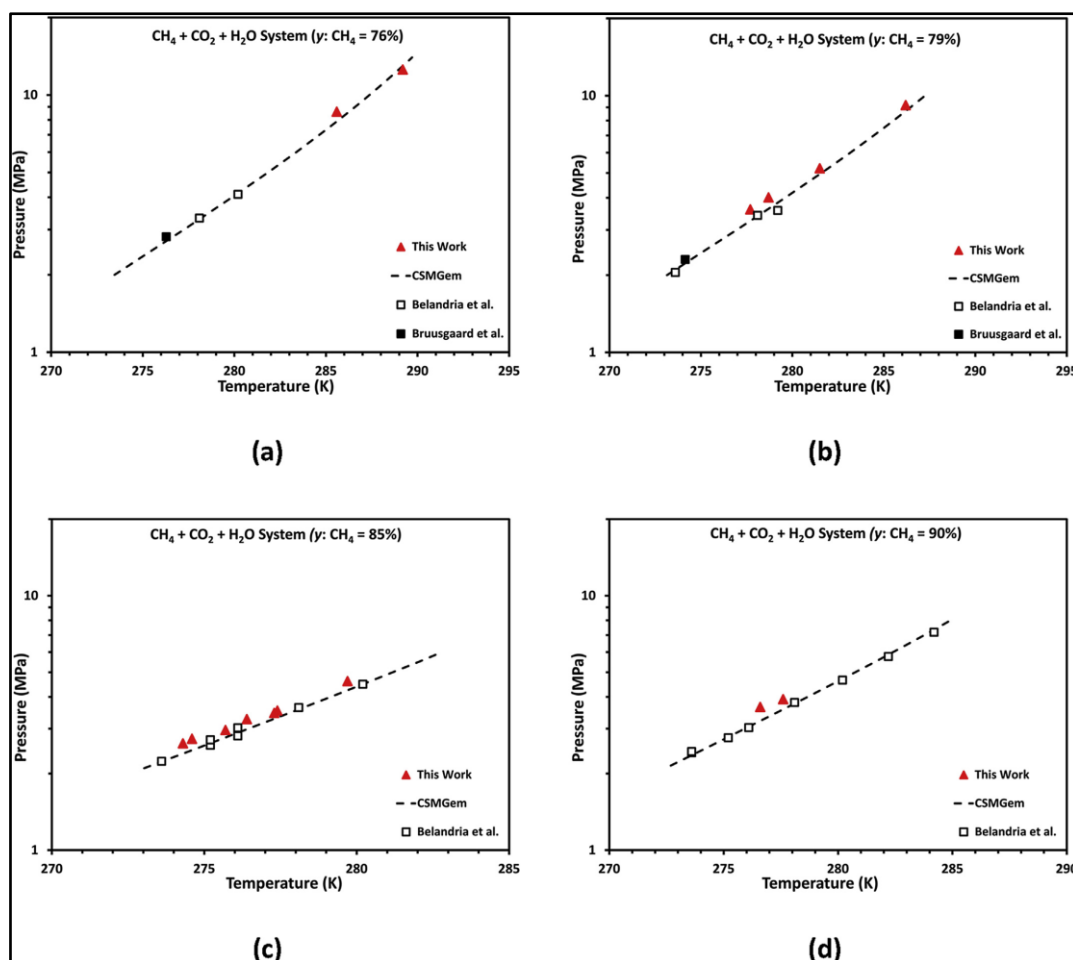 CH₄ + CO₂ + H₂O System (y: CH₄ = 76%)
10
1
Pressure (MPa)
This Work
CSMGem
Belandria et al.
Bruusgaard et al.
270 275 280 285 290 295
Temperature (K)
(a)
CH₄ + CO₂ + H₂O System (y: CH₄ = 79%)
10
1
Pressure (MPa)
This Work
CSMGem
Belandria et al.
Bruusgaard et al.
270 275 280 285 290 295
Temperature (K)
(b)
CH₄ + CO₂ + H₂O System (y: CH₄ = 85%)
10
1
Pressure (MPa)
This Work
CSMGem
Belandria et al.
270 275 280 285
Temperature (K)
(c)
CH₄ + CO₂ + H₂O System (y: CH₄ = 90%)
10
1
Pressure (MPa)
This Work
CSMGem
Belandria et al.
270 275 280 285 290
Temperature (K)
(d)